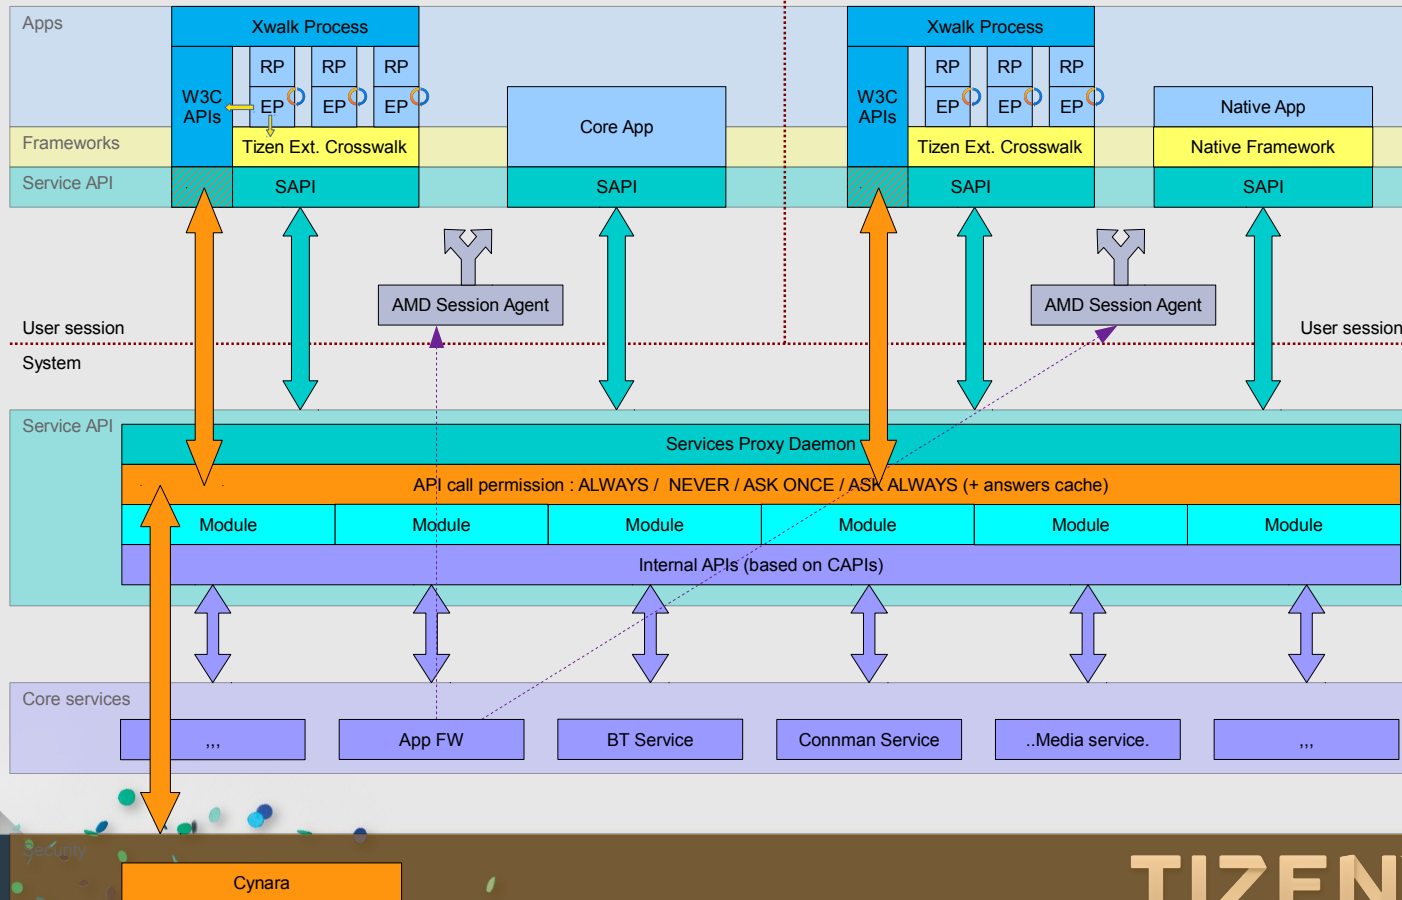 Apps
Xwalk Process
Xwalk Process
RP
RP
RP
RP
RP
RP
W3C
APIs
EP
EP
EP
W3C
APIs
EP
EP
EP
Core App
Native App
Frameworks
Tizen Ext. Crosswalk
Tizen Ext. Crosswalk
Native Framework
Service API
SAPI
SAPI
SAPI
SAPI
AMD Session Agent
AMD Session Agent
User session
User session
System
Service API
Services Proxy Daemon
API call permission : ALWAYS / NEVER / ASK ONCE / ASK ALWAYS (+ answers cache)
Module
Module
Module
Module
Module
Module
Internal APIs (based on CAPIs)
Core services
,,,
App FW
BT Service
Connman Service
..Media service.
,,,
Security
Cynara
TIZEN